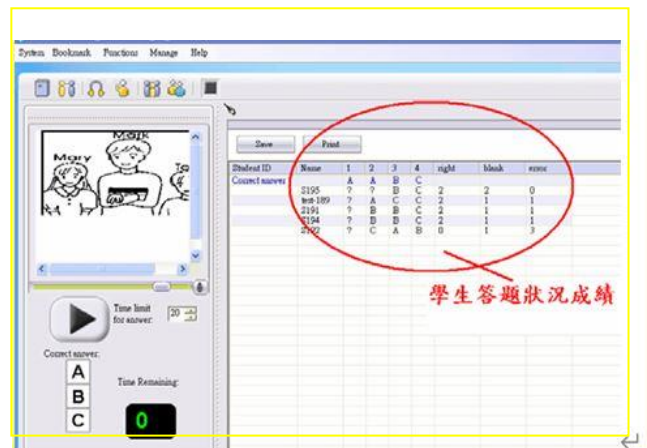 System Bookmark Functions Manage Help
Mark
Mary
Save Print
Student ID Name 1 2 3 4 right blank error
Correct answer A A B C
S195 ? ? B C 2 2 0
test-189 ? A C C 2 1 1
S191 ? B B C 2 1 1
S194 ? D B C 2 1 1
S192 ? C A B 0 1 3
學生答題狀況成績
Time limit
for answer: 20
Correct answer:
A
B
C
Time Remaining:
0